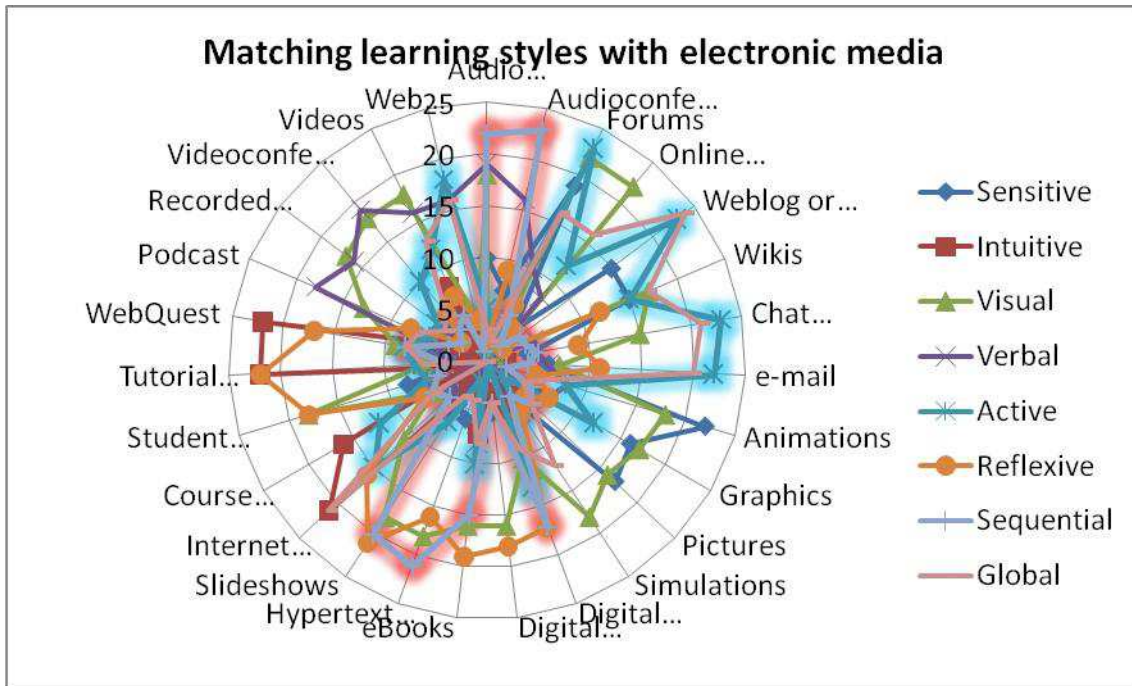 Matching learning styles with electronic media
Audio...
Audioconfe...
Forums
Online...
Weblog or...
Wikis
Chat...
e-mail
Animations
Graphics
Pictures
Simulations
Digital...
Digital...
eBooks
Hypertext...
Slideshows
Internet...
Course...
Student...
Tutorial...
WebQuest
Podcast
Recorded...
Videoconfe...
Videos
Web...
25
20
15
10
5
0
Sensitive
Intuitive
Visual
Verbal
Active
Reflexive
Sequential
Global